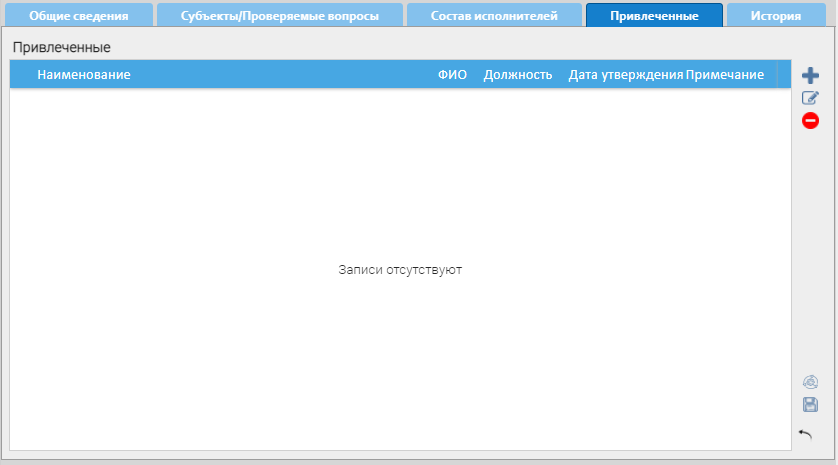 Общие сведения Субъекты/Проверяемые вопросы Состав исполнителей Привлеченные История
Привлеченные
Наименование ФИО Должность Дата утверждения Примечание
Записи отсутствуют